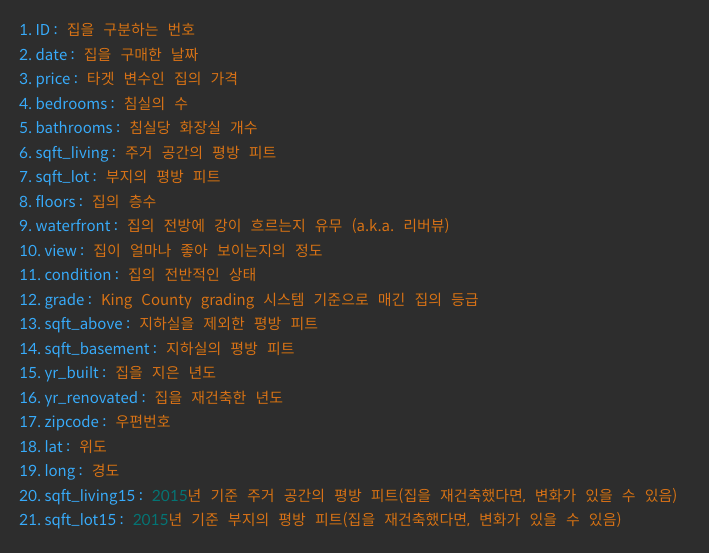 1. ID : 집을 구분하는 번호
2. date : 집을 구매한 날짜
3. price : 타겟 변수인 집의 가격
4. bedrooms : 침실의 수
5. bathrooms : 침실당 화장실 개수
6. sqft_living : 주거 공간의 평방 피트
7. sqft_lot : 부지의 평방 피트
8. floors : 집의 층수
9. waterfront : 집의 전방에 강이 흐르는지 유무 (a.k.a. 리버뷰)
10. view : 집이 얼마나 좋아 보이는지의 정도
11. condition : 집의 전반적인 상태
12. grade : King County grading 시스템 기준으로 매긴 집의 등급
13. sqft_above : 지하실을 제외한 평방 피트
14. sqft_basement : 지하실의 평방 피트
15. yr_built : 집을 지은 년도
16. yr_renovated : 집을 재건축한 년도
17. zipcode : 우편번호
18. lat : 위도
19. long : 경도
20. sqft_living15 : 2015년 기준 주거 공간의 평방 피트(집을 재건축했다면, 변화가 있을 수 있음)
21. sqft_lot15 : 2015년 기준 부지의 평방 피트(집을 재건축했다면, 변화가 있을 수 있음)